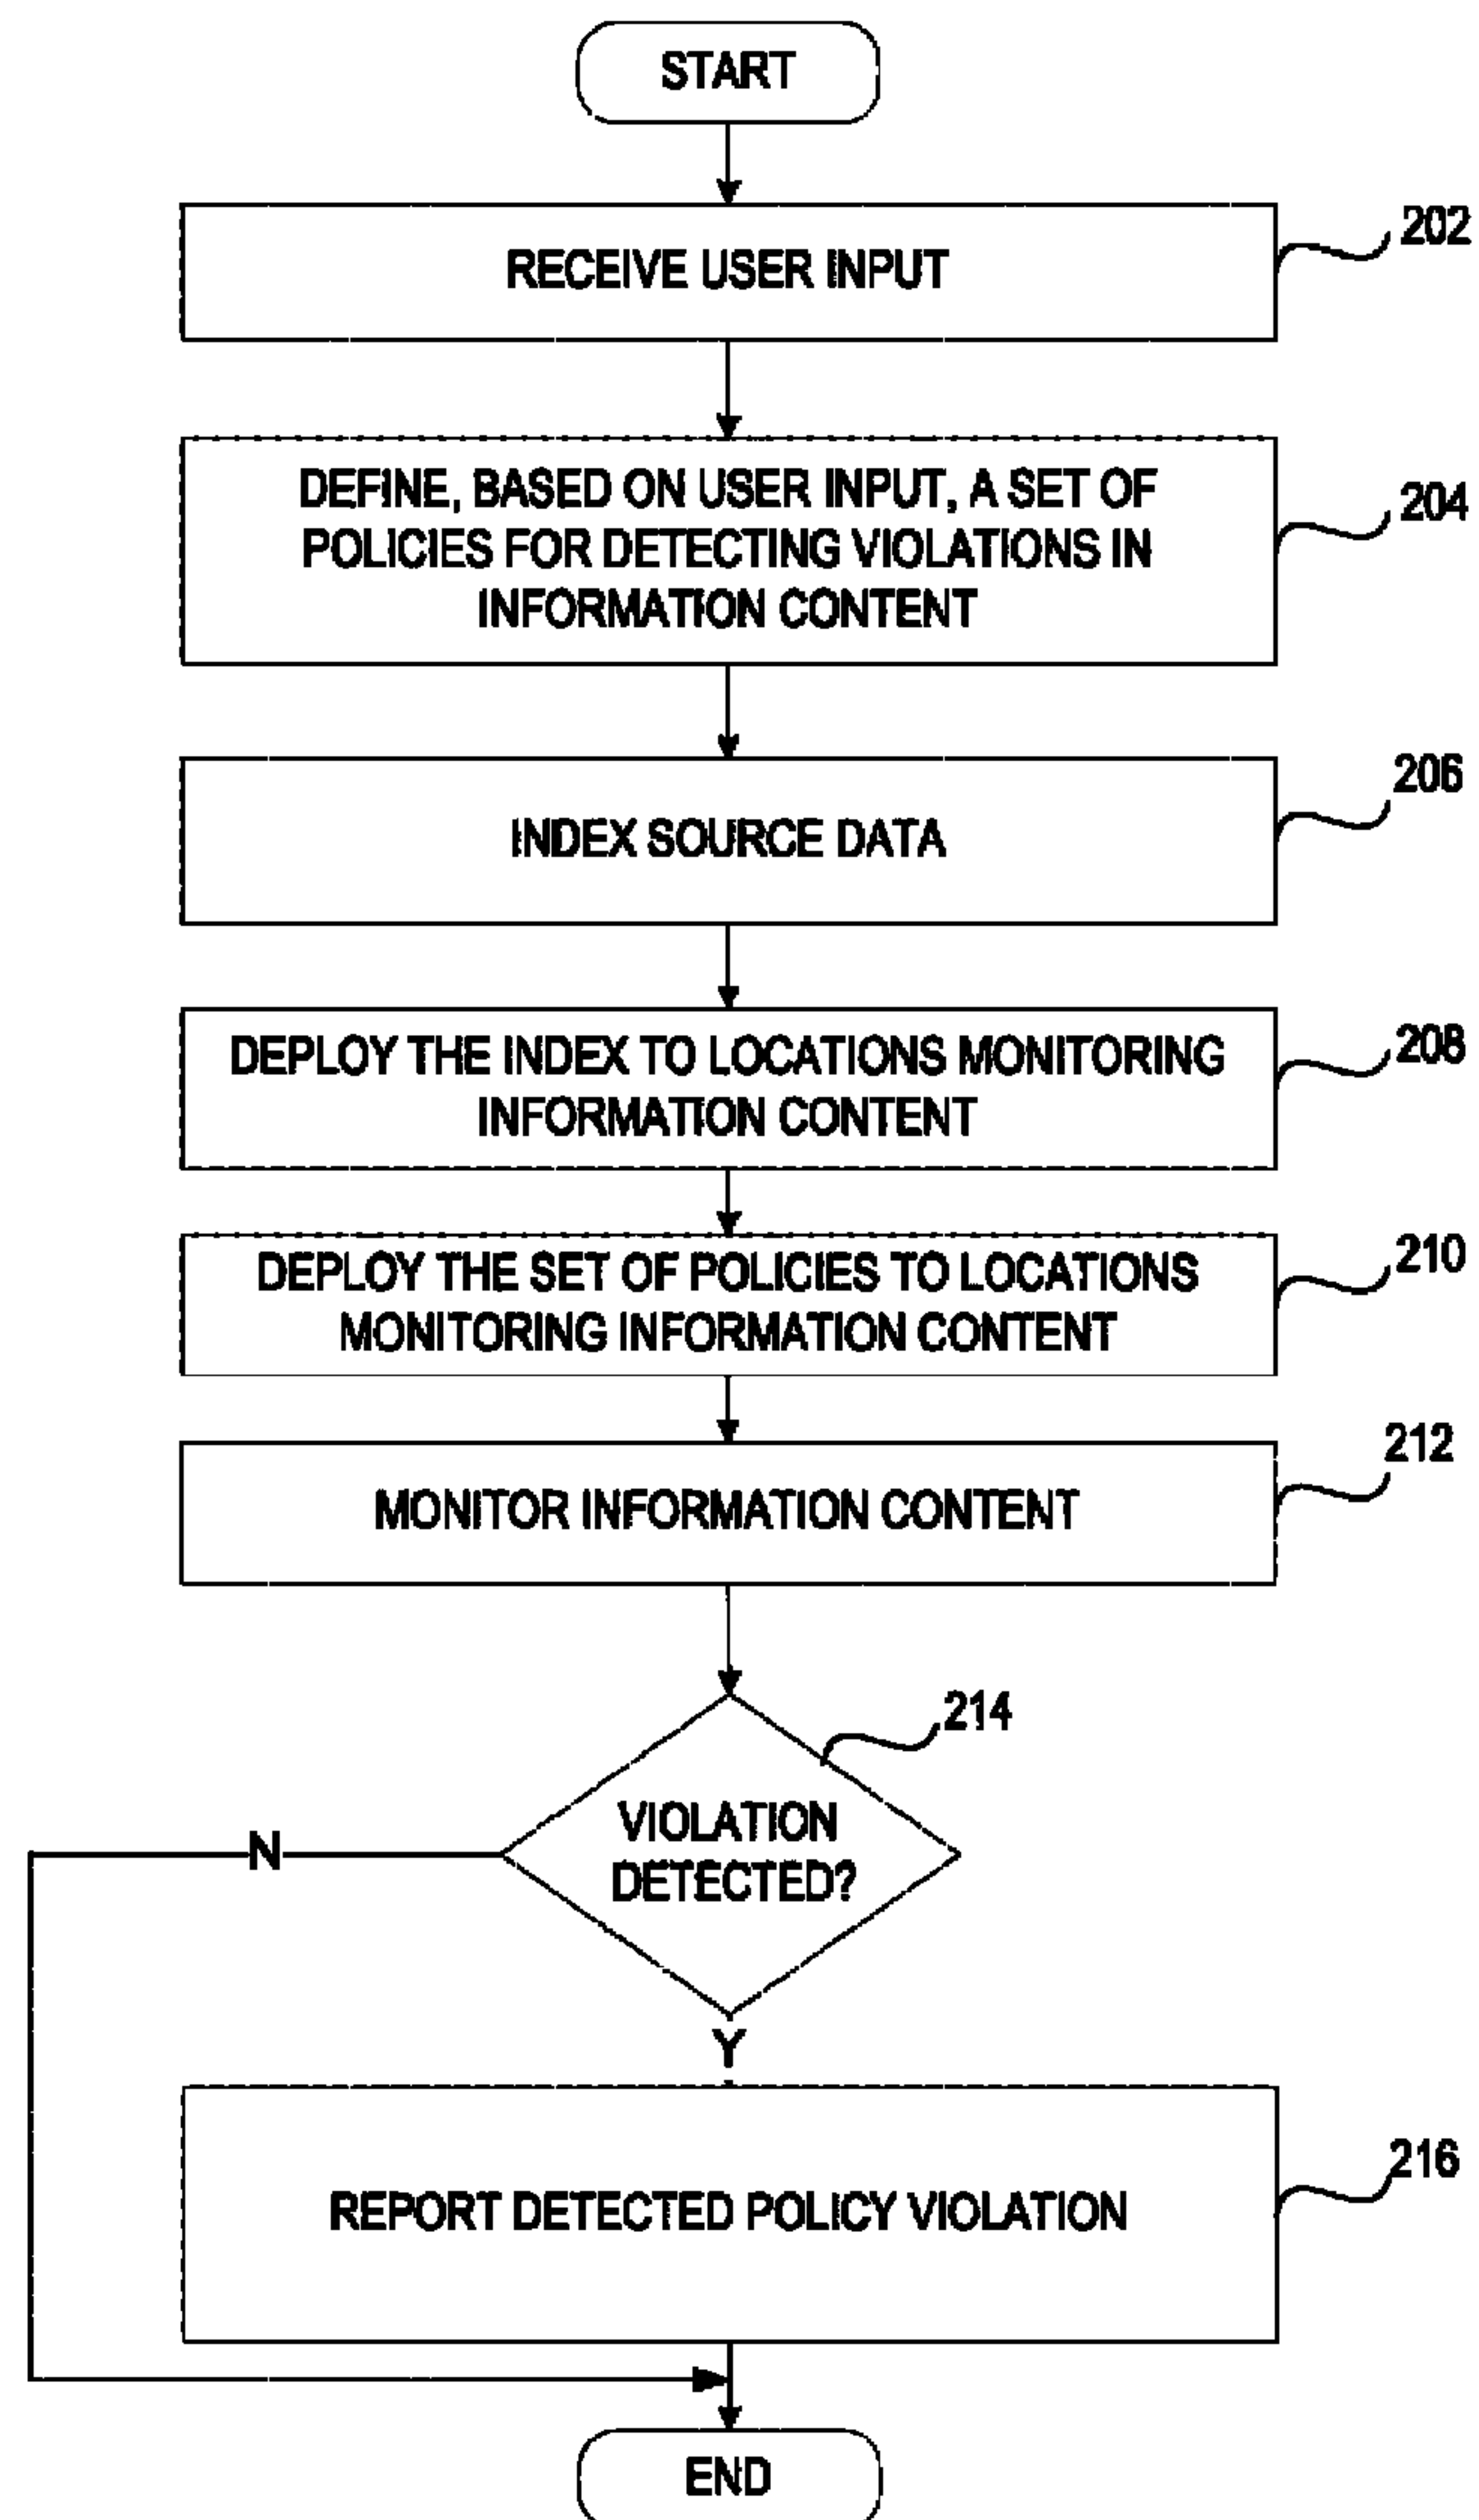 START
RECEIVE USER INPUT
202
DEFINE, BASED ON USER INPUT, A SET OF
POLICIES FOR DETECTING VIOLATIONS IN
INFORMATION CONTENT
204
INDEX SOURCE DATA
206
DEPLOY THE INDEX TO LOCATIONS MONITORING
INFORMATION CONTENT
208
DEPLOY THE SET OF POLICIES TO LOCATIONS
MONITORING INFORMATION CONTENT
210
MONITOR INFORMATION CONTENT
212
214
VIOLATION
DETECTED?
N
Y
REPORT DETECTED POLICY VIOLATION
216
END